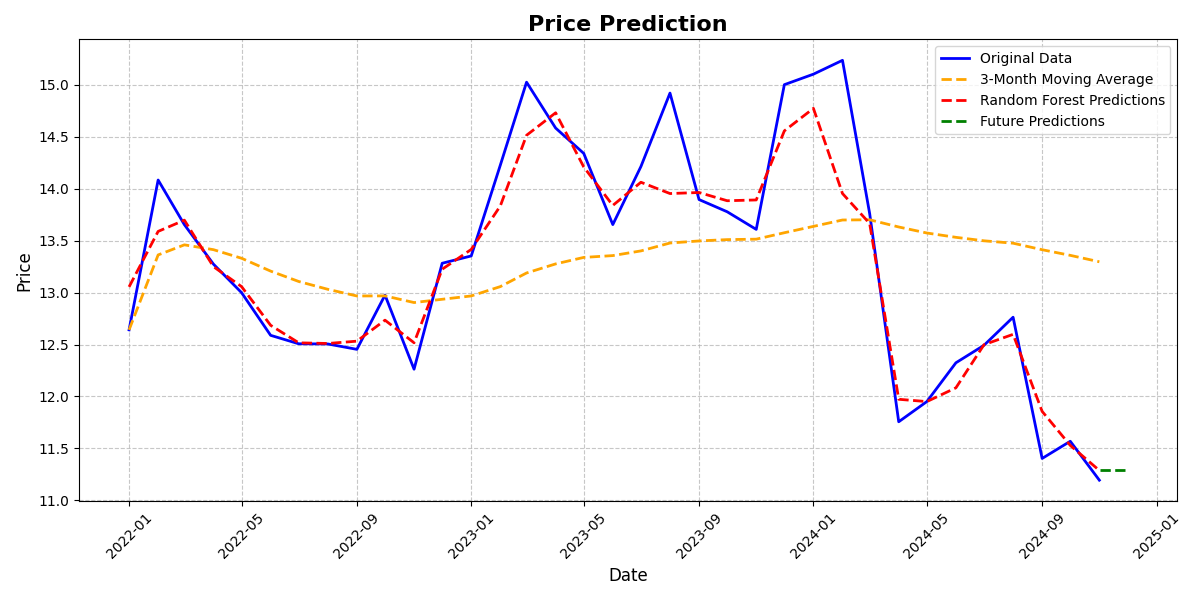 Price Prediction
Original Data
3-Month Moving Average
Random Forest Predictions
Future Predictions
Price
15.0
14.5
14.0
13.5
13.0
12.5
12.0
11.5
11.0
2022-01
2022-05
2022-09
2023-01
2023-05
2023-09
2024-01
2024-05
2024-09
2025-01
Date